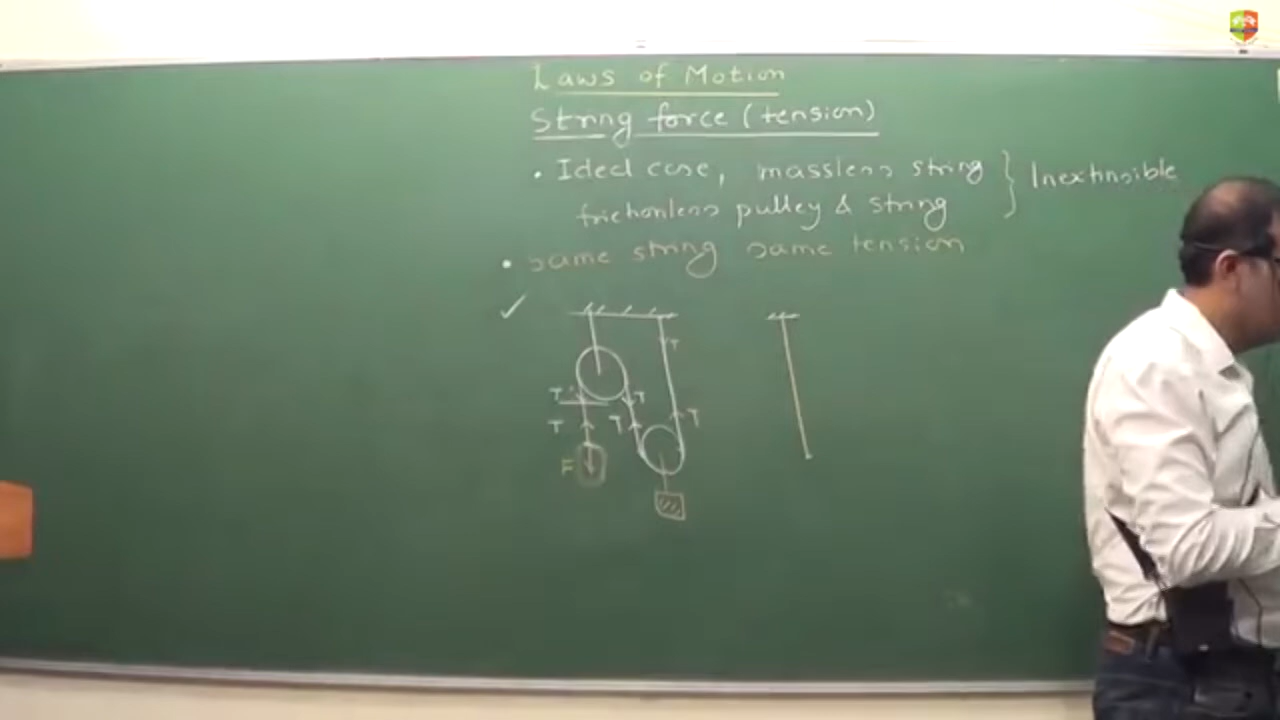 Laws of Motion
String force (tension)
• Ideal case, massless string } Inextensible
frictionless pulley & string
• same string same tension
✓
T
T T
T T T
F